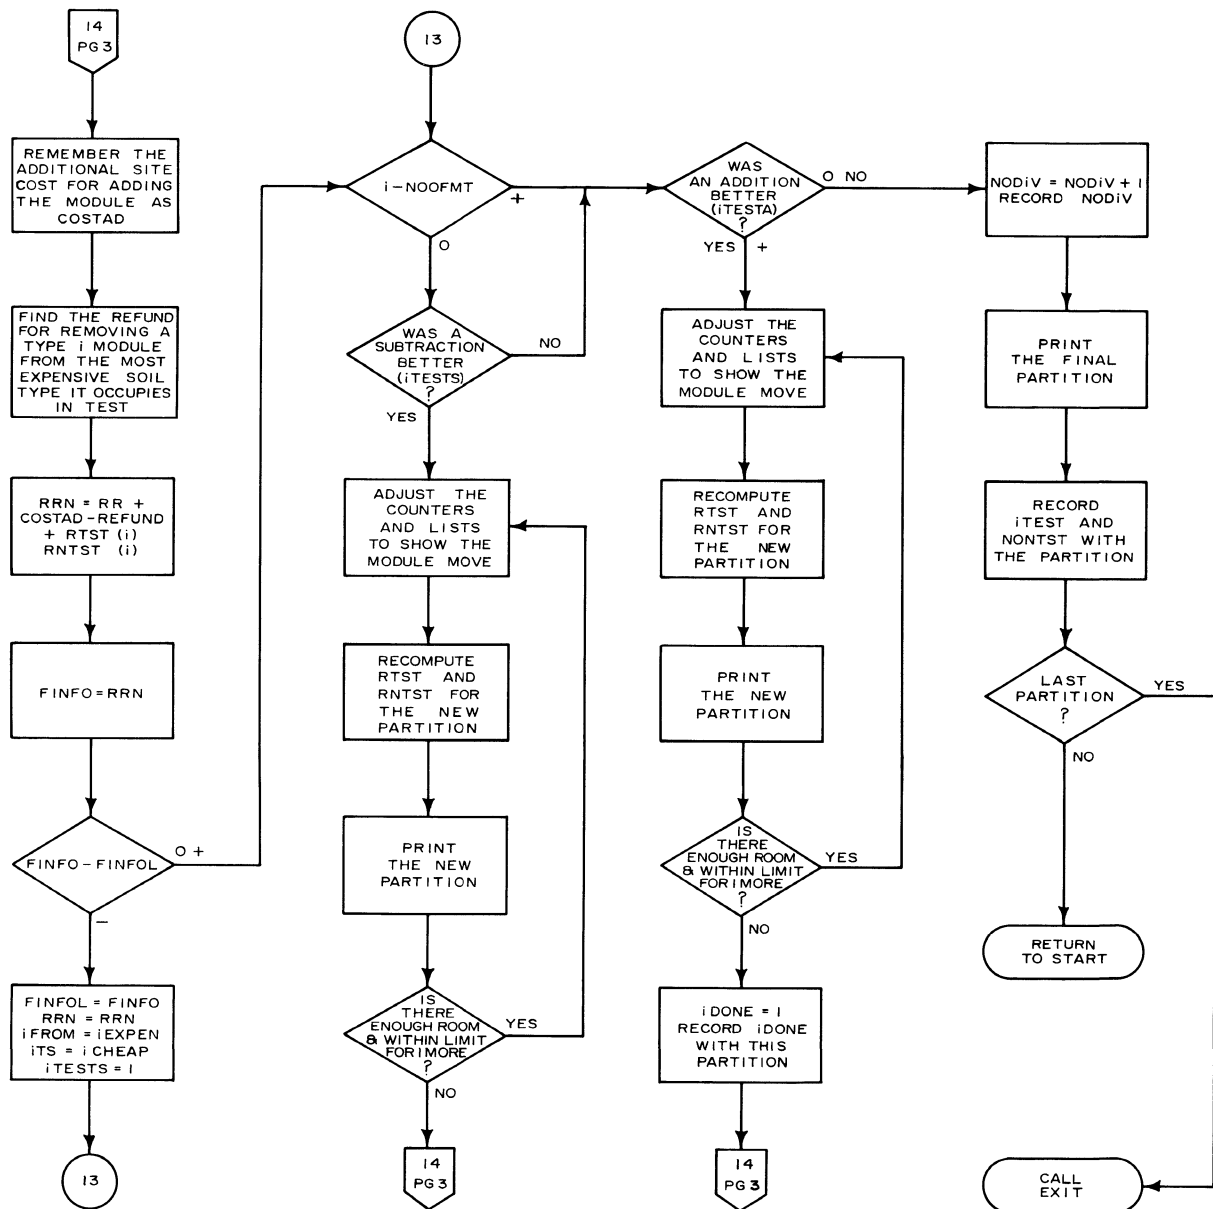 14
PG 3
REMEMBER THE
ADDITIONAL SITE
COST FOR ADDING
THE MODULE AS
COSTAD
FIND THE REFUND
FOR REMOVING A
TYPE i MODULE
FROM THE MOST
EXPENSIVE SOIL
TYPE IT OCCUPIES
IN TEST
RRN = RR +
COSTAD-REFUND
+ RTST (i)
RNTST (i)
FINFO=RRN
FINFO-FINFOL
O +
–
FINFOL = FINFO
RRN = RRN
iFROM = iEXPEN
iTS = iCHEAP
iTESTS = 1
13
13
i-NOOFMT
+
O
WAS A
SUBTRACTION
BETTER
(iTESTS)
?
NO
YES
ADJUST THE
COUNTERS
AND LISTS
TO SHOW THE
MODULE MOVE
RECOMPUTE
RTST AND
RNTST FOR
THE NEW
PARTITION
PRINT
THE NEW
PARTITION
IS
THERE
ENOUGH ROOM
& WITHIN LIMIT
FOR 1 MORE
?
YES
NO
14
PG 3
WAS
AN ADDITION
BETTER
(iTESTA)
?
O NO
YES +
ADJUST THE
COUNTERS
AND LISTS
TO SHOW THE
MODULE MOVE
RECOMPUTE
RTST AND
RNTST FOR
THE NEW
PARTITION
PRINT
THE NEW
PARTITION
IS
THERE
ENOUGH ROOM
& WITHIN LIMIT
FOR 1 MORE
?
YES
NO
iDONE = 1
RECORD iDONE
WITH THIS
PARTITION
14
PG 3
NODiV = NODiV + 1
RECORD NODiV
PRINT
THE FINAL
PARTITION
RECORD
iTEST AND
NONTST WITH
THE PARTITION
LAST
PARTITION
?
YES
NO
RETURN
TO START
CALL
EXIT